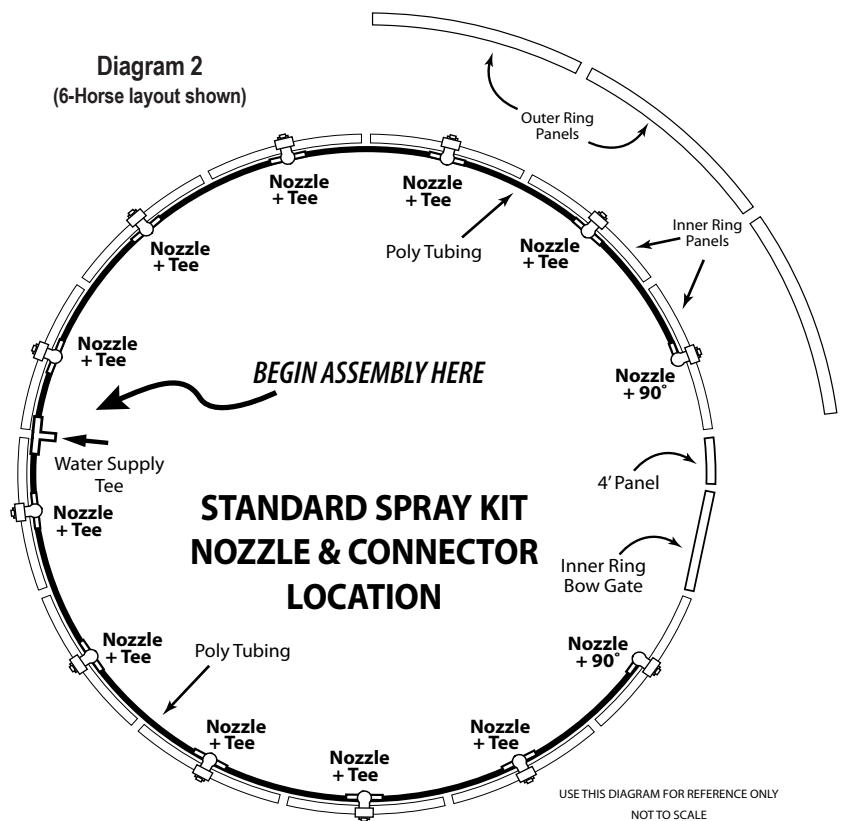 Diagram 2
(6-Horse layout shown)
Outer Ring
Panels
Nozzle
+ Tee
Nozzle
+ Tee
Nozzle
+ Tee
Poly Tubing
Nozzle
+ Tee
Inner Ring
Panels
Nozzle
+ Tee
BEGIN ASSEMBLY HERE
Nozzle
+ 90°
Water Supply
Tee
4' Panel
Nozzle
+ Tee
STANDARD SPRAY KIT
NOZZLE & CONNECTOR
LOCATION
Inner Ring
Bow Gate
Nozzle
+ Tee
Poly Tubing
Nozzle
+ 90°
Nozzle
+ Tee
Nozzle
+ Tee
Nozzle
+ Tee
USE THIS DIAGRAM FOR REFERENCE ONLY
NOT TO SCALE